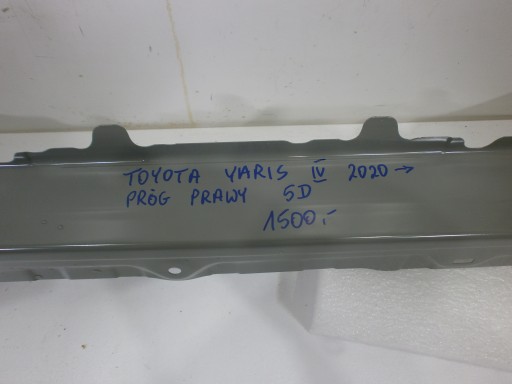 TOYOTA YARIS IV 2020 →
PRÓG PRAWY 5D
1500,-